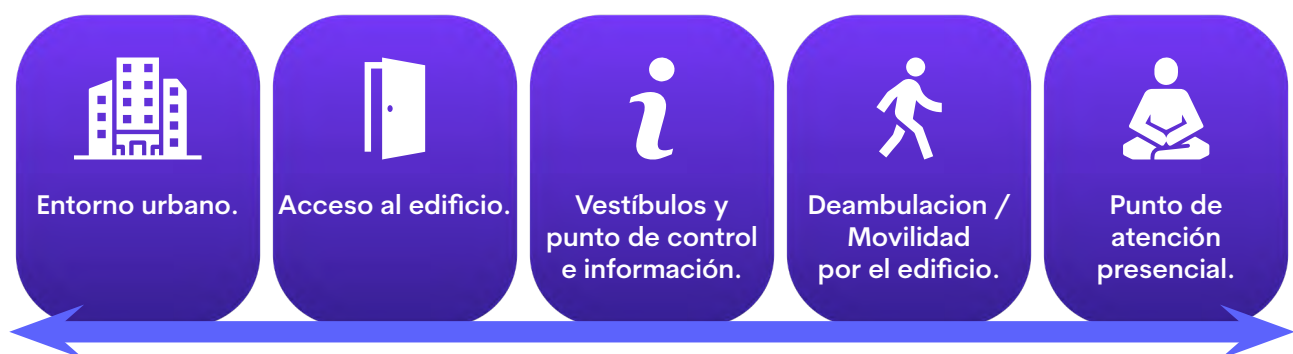 Entorno urbano.
Acceso al edificio.
Vestíbulos y
punto de control
e información.
Deambulacion /
Movilidad
por el edificio.
Punto de
atención
presencial.